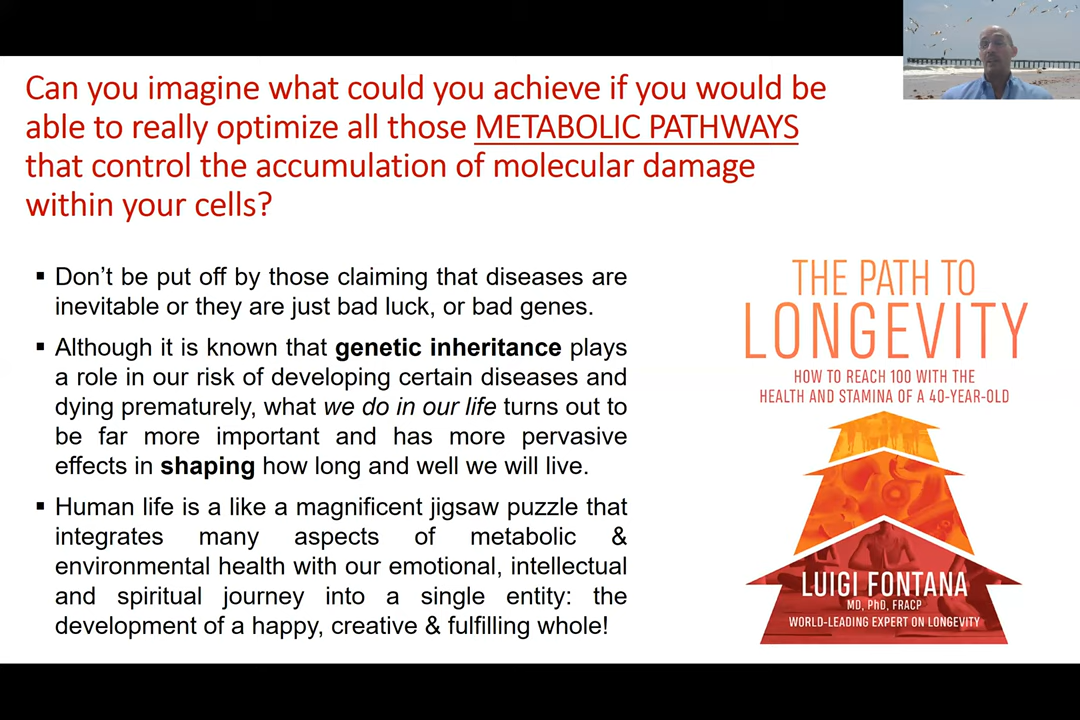 Can you imagine what could you achieve if you would be
able to really optimize all those METABOLIC PATHWAYS
that control the accumulation of molecular damage
within your cells?
▪ Don’t be put off by those claiming that diseases are
inevitable or they are just bad luck, or bad genes.
▪ Although it is known that genetic inheritance plays
a role in our risk of developing certain diseases and
dying prematurely, what we do in our life turns out to
be far more important and has more pervasive
effects in shaping how long and well we will live.
▪ Human life is a like a magnificent jigsaw puzzle that
integrates many aspects of metabolic &
environmental health with our emotional, intellectual
and spiritual journey into a single entity: the
development of a happy, creative & fulfilling whole!
THE PATH TO
LONGEVITY
HOW TO REACH 100 WITH THE
HEALTH AND STAMINA OF A 40-YEAR-OLD
LUIGI FONTANA
MD, PhD, FRACP
WORLD-LEADING EXPERT ON LONGEVITY